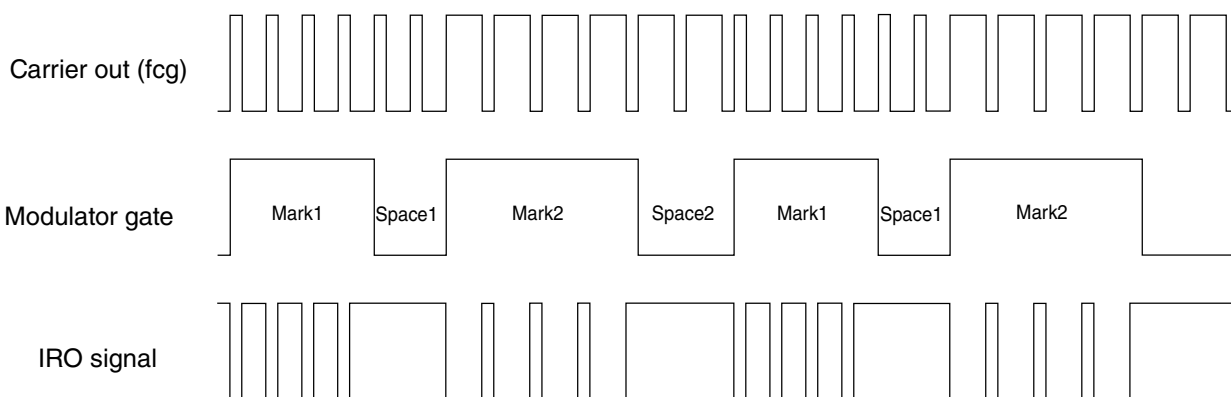 Carrier out (fcg)
Modulator gate
Mark1 Space1 Mark2 Space2 Mark1 Space1 Mark2
IRO signal